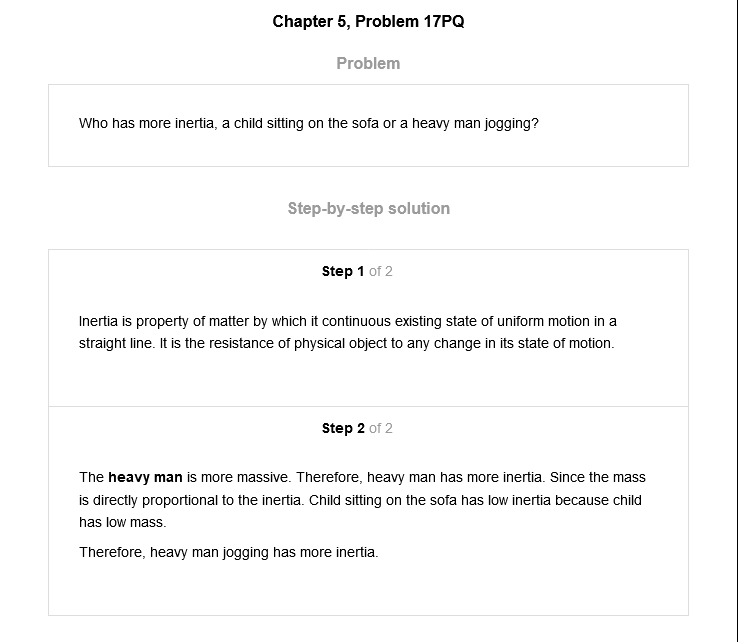 Chapter 5, Problem 17PQ
Problem
Who has more inertia, a child sitting on the sofa or a heavy man jogging?
Step-by-step solution
Step 1 of 2
Inertia is property of matter by which it continuous existing state of uniform motion in a
straight line. It is the resistance of physical object to any change in its state of motion.
Step 2 of 2
The heavy man is more massive. Therefore, heavy man has more inertia. Since the mass
is directly proportional to the inertia. Child sitting on the sofa has low inertia because child
has low mass.
Therefore, heavy man jogging has more inertia.